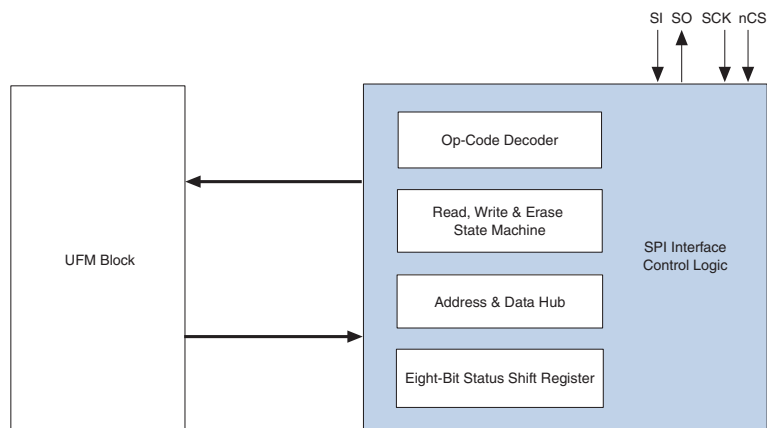 SI SO SCK nCS
Op-Code Decoder
Read, Write & Erase
State Machine
SPI Interface
Control Logic
UFM Block
Address & Data Hub
Eight-Bit Status Shift Register